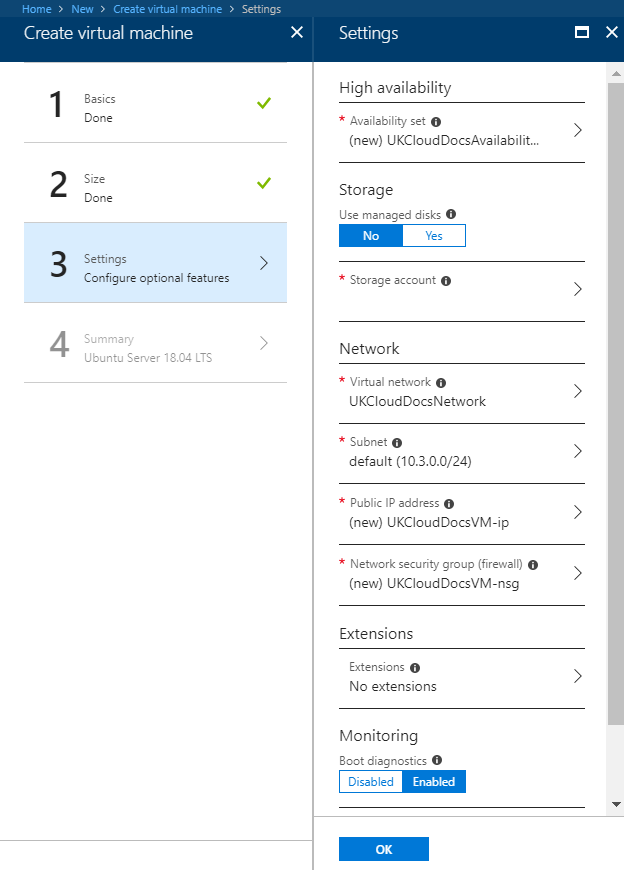 Home > New > Create virtual machine > Settings
Create virtual machine
1
Basics
Done
2
Size
Done
3
Settings
Configure optional features
4
Summary
Ubuntu Server 18.04 LTS
Settings
High availability
* Availability set
(new) UKCloudDocsAvailabilit...
Storage
Use managed disks
No Yes
* Storage account
Network
* Virtual network
UKCloudDocsNetwork
* Subnet
default (10.3.0.0/24)
* Public IP address
(new) UKCloudDocsVM-ip
* Network security group (firewall)
(new) UKCloudDocsVM-nsg
Extensions
Extensions
No extensions
Monitoring
Boot diagnostics
Disabled Enabled
OK